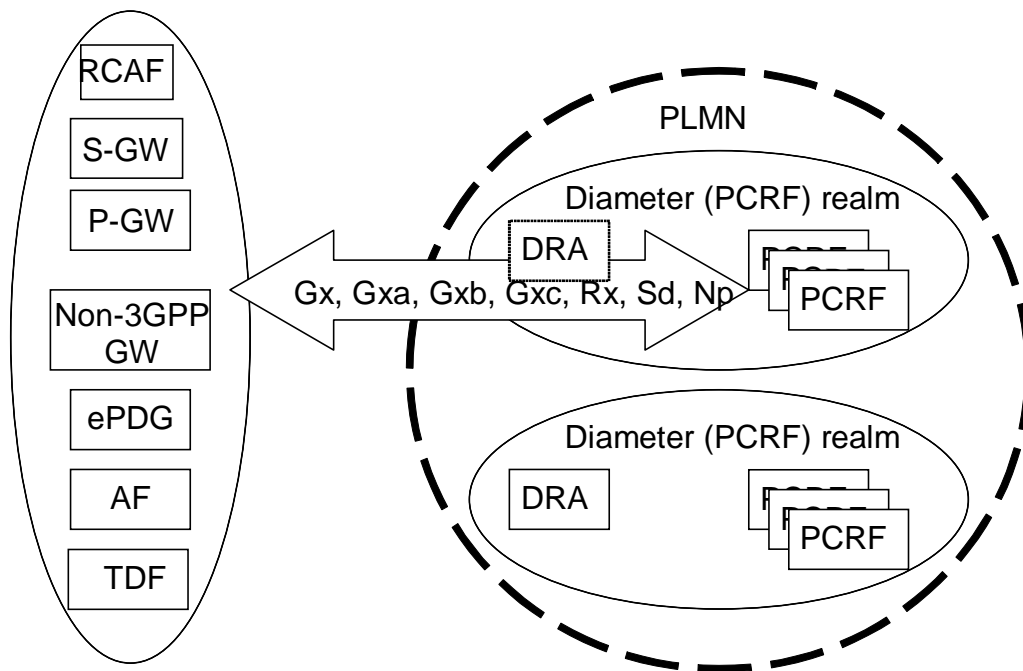 RCAF
S-GW
P-GW
Non-3GPP
GW
ePDG
AF
TDF
PLMN
Diameter (PCRF) realm
DRA
Gx, Gxa, Gxb, Gxc, Rx, Sd, Np
PCRF
Diameter (PCRF) realm
DRA
PCRF